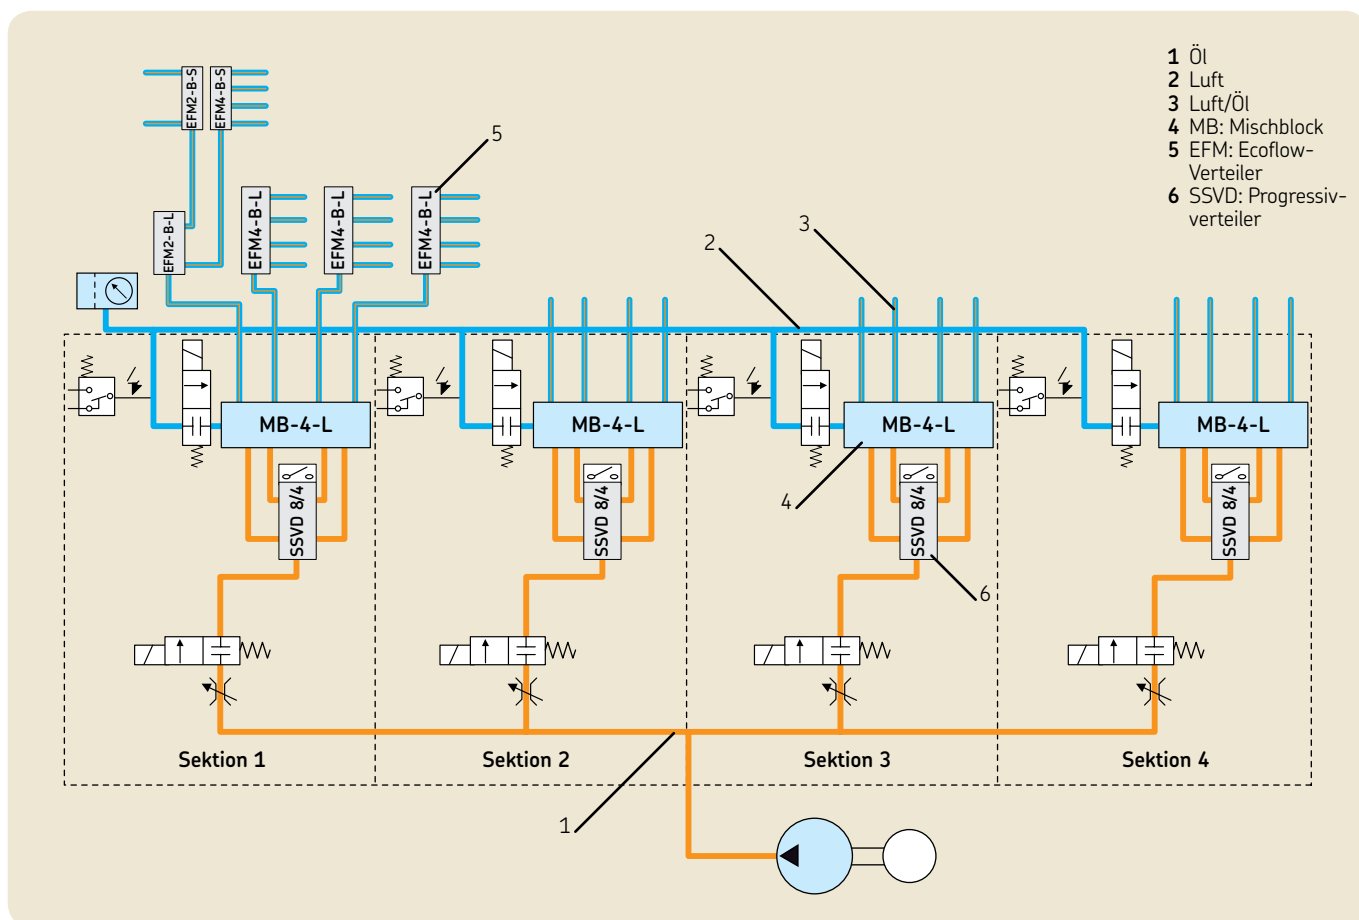 1 Öl
2 Luft
3 Luft/Öl
4 MB: Mischblock
5 EFM: Ecoflow-
Verteiler
6 SSVD: Progressiv-
verteiler
EFM2-B-S
EFM4-B-S
5
EFM2-B-L
EFM4-B-L
EFM4-B-L
EFM4-B-L
2
3
MB-4-L
MB-4-L
MB-4-L
MB-4-L
4
SSVD 8/4
SSVD 8/4
SSVD 8/4
SSVD 8/4
6
Sektion 1
Sektion 2
Sektion 3
Sektion 4
1